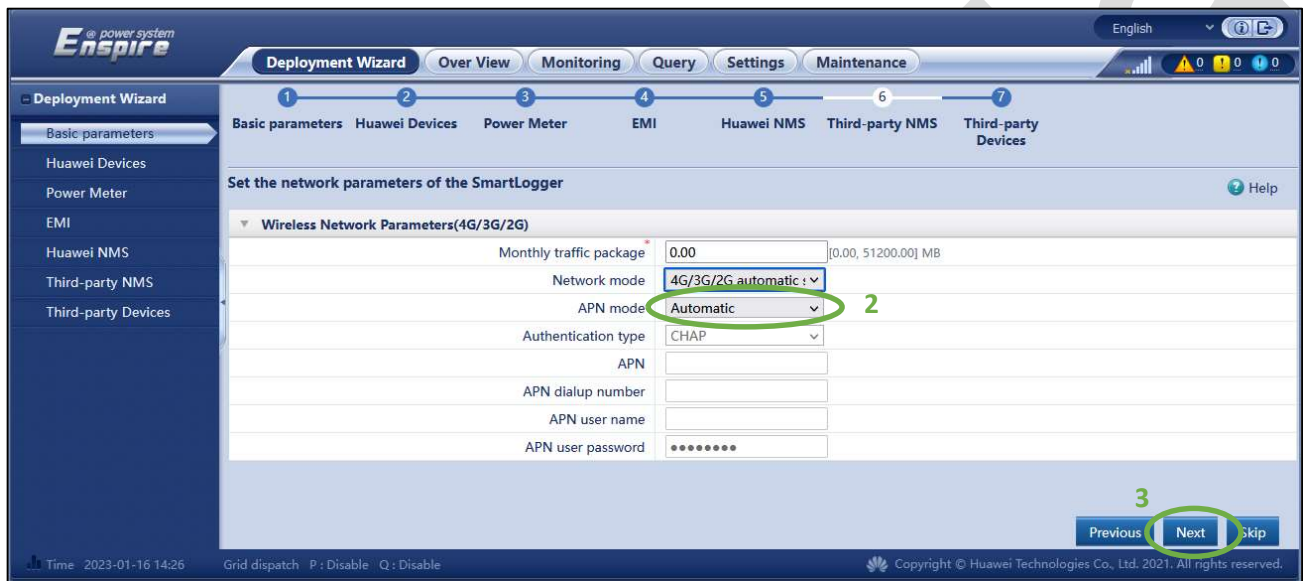 @ power system
Enspire
English
Deployment Wizard Over View Monitoring Query Settings Maintenance
0 0 0
Deployment Wizard
Basic parameters
Huawei Devices
Power Meter
EMI
Huawei NMS
Third-party NMS
Third-party Devices
1 2 3 4 5 6 7
Basic parameters Huawei Devices Power Meter EMI Huawei NMS Third-party NMS Third-party
Devices
Set the network parameters of the SmartLogger
Help
Wireless Network Parameters(4G/3G/2G)
Monthly traffic package * 0.00 [0.00, 51200.00] MB
Network mode 4G/3G/2G automatic
APN mode Automatic 2
Authentication type CHAP
APN
APN dialup number
APN user name
APN user password ••••••••
3
Previous Next Skip
Time 2023-01-16 14:26 Grid dispatch P : Disable Q : Disable Copyright © Huawei Technologies Co., Ltd. 2021. All rights reserved.